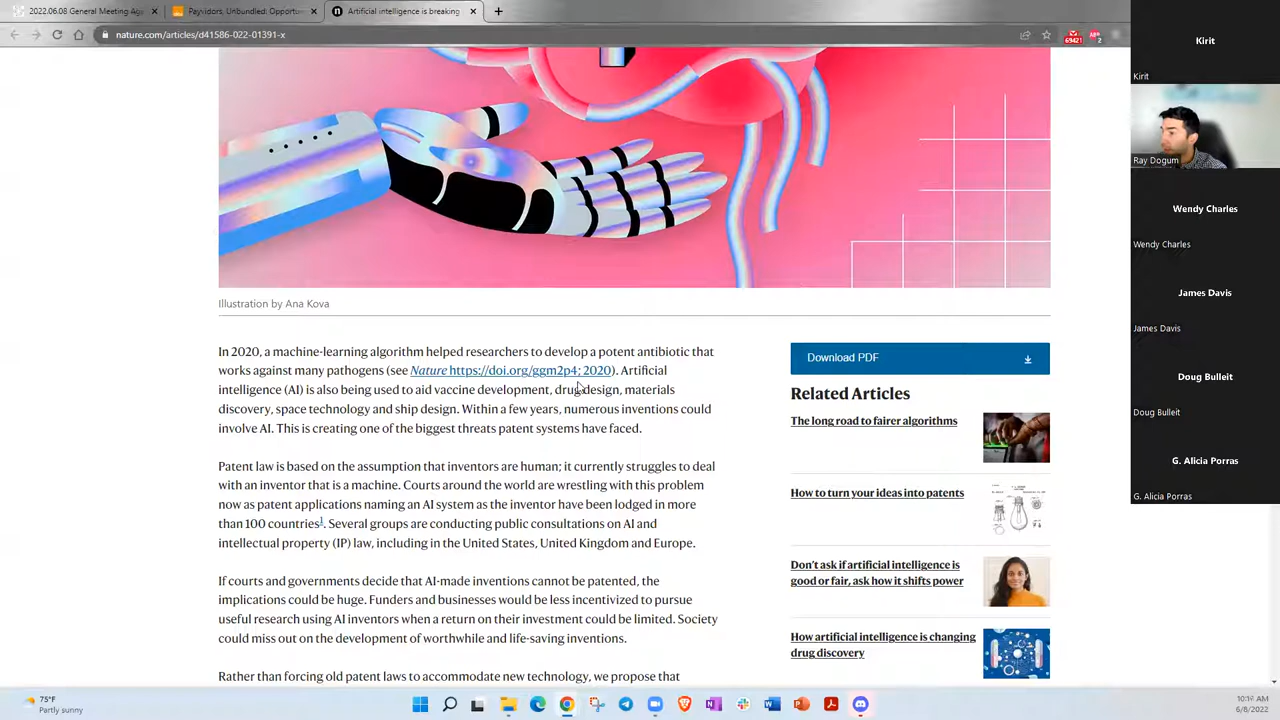 2022.06.08 General Meeting Ag
Payvidors, Unbundled: Opportun
Artificial intelligence is breaking
nature.com/articles/d41586-022-01391-x
Illustration by Ana Kova
In 2020, a machine-learning algorithm helped researchers to develop a potent antibiotic that
works against many pathogens (see Nature https://doi.org/ggm2p4; 2020). Artificial
intelligence (AI) is also being used to aid vaccine development, drug design, materials
discovery, space technology and ship design. Within a few years, numerous inventions could
involve AI. This is creating one of the biggest threats patent systems have faced.
Patent law is based on the assumption that inventors are human; it currently struggles to deal
with an inventor that is a machine. Courts around the world are wrestling with this problem
now as patent applications naming an AI system as the inventor have been lodged in more
than 100 countries1. Several groups are conducting public consultations on AI and
intellectual property (IP) law, including in the United States, United Kingdom and Europe.
If courts and governments decide that AI-made inventions cannot be patented, the
implications could be huge. Funders and businesses would be less incentivized to pursue
useful research using AI inventors when a return on their investment could be limited. Society
could miss out on the development of worthwhile and life-saving inventions.
Rather than forcing old patent laws to accommodate new technology, we propose that
Download PDF
Related Articles
The long road to fairer algorithms
How to turn your ideas into patents
Don't ask if artificial intelligence is
good or fair, ask how it shifts power
How artificial intelligence is changing
drug discovery
Kirit
Kirit
Ray Dogum
Wendy Charles
Wendy Charles
James Davis
James Davis
Doug Bulleit
Doug Bulleit
G. Alicia Porras
G. Alicia Porras
75°F
Partly sunny
6/8/2022